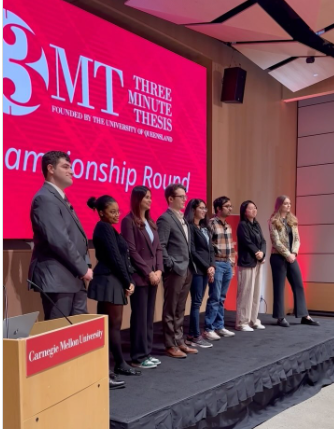 3MT
THREE
MINUTE
THESIS
FOUNDED BY THE UNIVERSITY OF QUEENSLAND
ampionship Round
Carnegie Mellon University